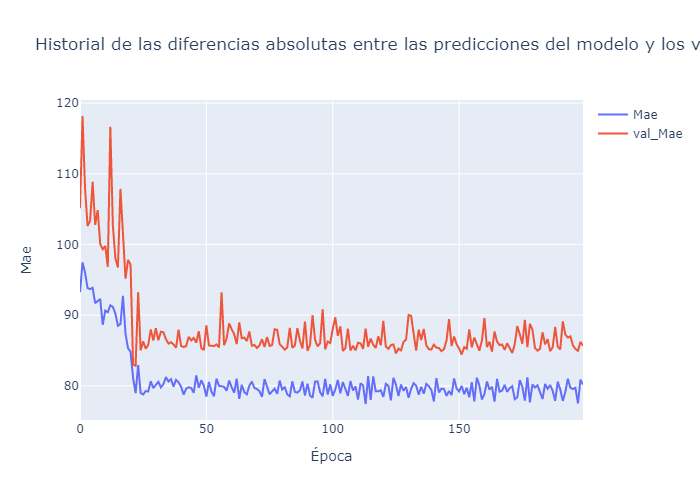 Historial de las diferencias absolutas entre las predicciones del modelo y los v
120
110
100
90
80
0
50
100
150
Mae
Época
Mae
val_Mae